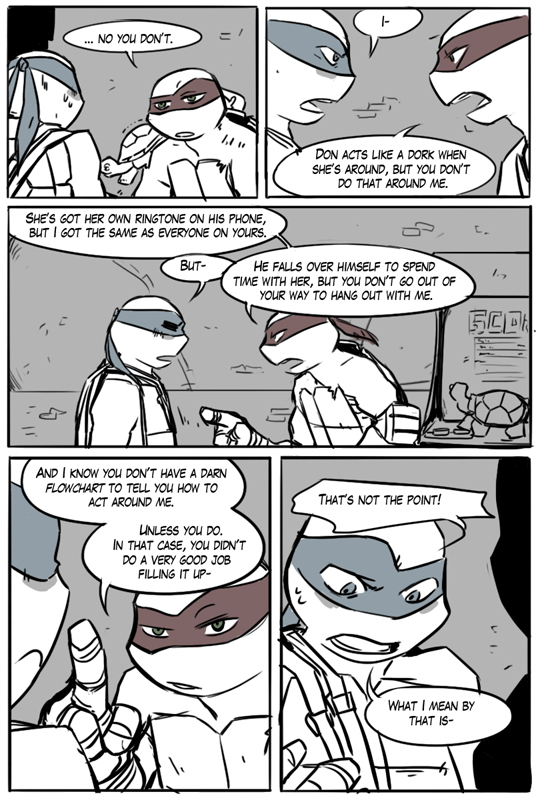 ... NO YOU DON'T.
I-
DON ACTS LIKE A DORK WHEN
SHE'S AROUND, BUT YOU DON'T
DO THAT AROUND ME.
SHE'S GOT HER OWN RINGTONE ON HIS PHONE,
BUT I GOT THE SAME AS EVERYONE ON YOURS.
BUT-
HE FALLS OVER HIMSELF TO SPEND
TIME WITH HER, BUT YOU DON'T GO OUT OF
YOUR WAY TO HANG OUT WITH ME.
AND I KNOW YOU DON'T HAVE A DARN
FLOWCHART TO TELL YOU HOW TO
ACT AROUND ME.
UNLESS YOU DO.
IN THAT CASE, YOU DIDN'T
DO A VERY GOOD JOB
FILLING IT UP-
THAT'S NOT THE POINT!
WHAT I MEAN BY
THAT IS-